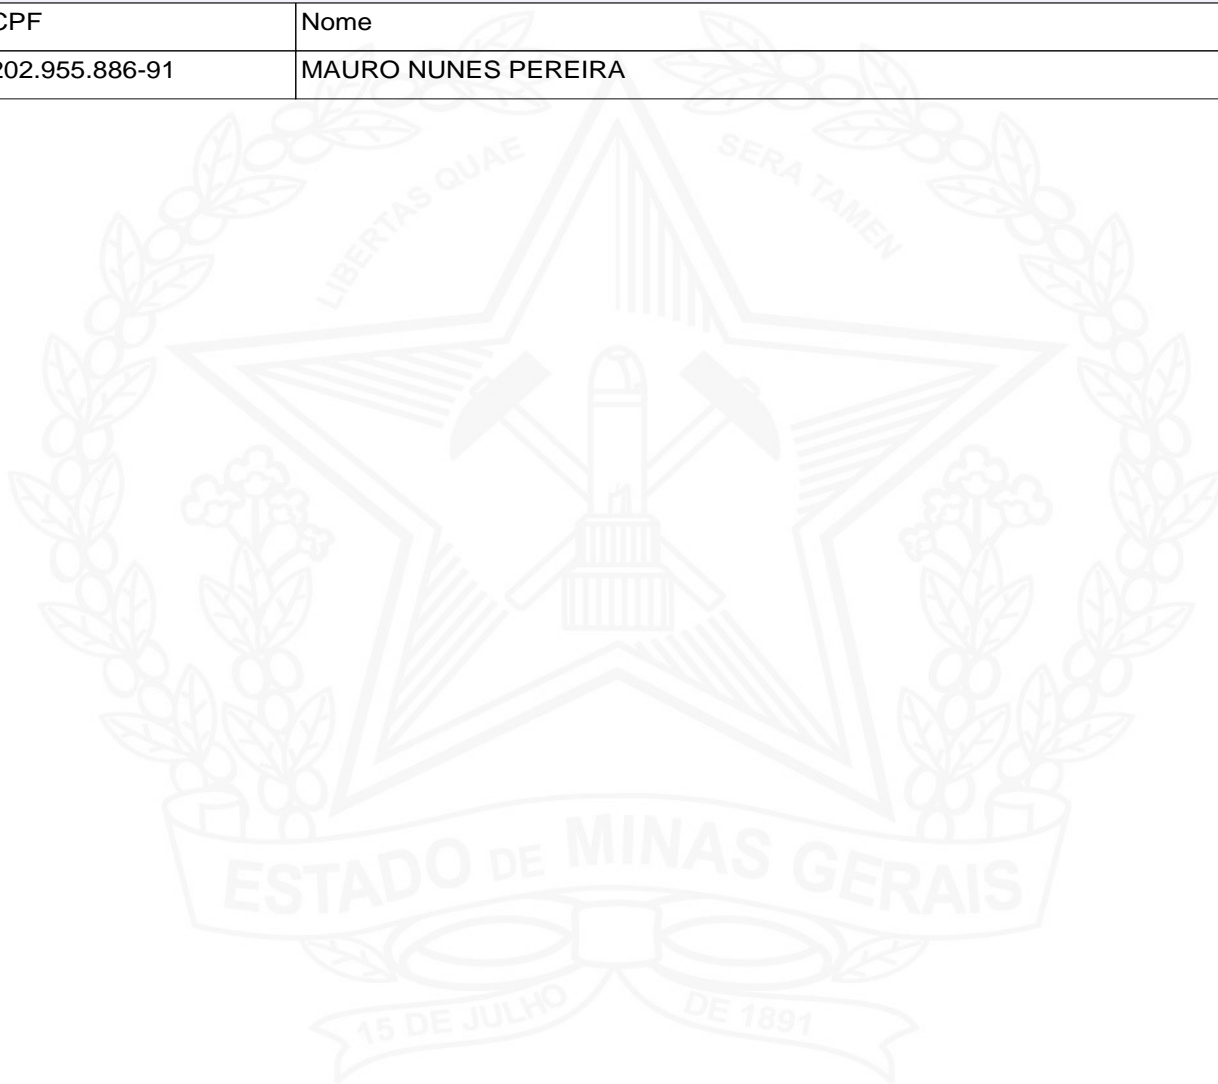 CPF Nome
202.955.886-91 MAURO NUNES PEREIRA
LIBERTAS QUAE SERA TAMEN
ESTADO DE MINAS GERAIS
15 DE JULHO DE 1891